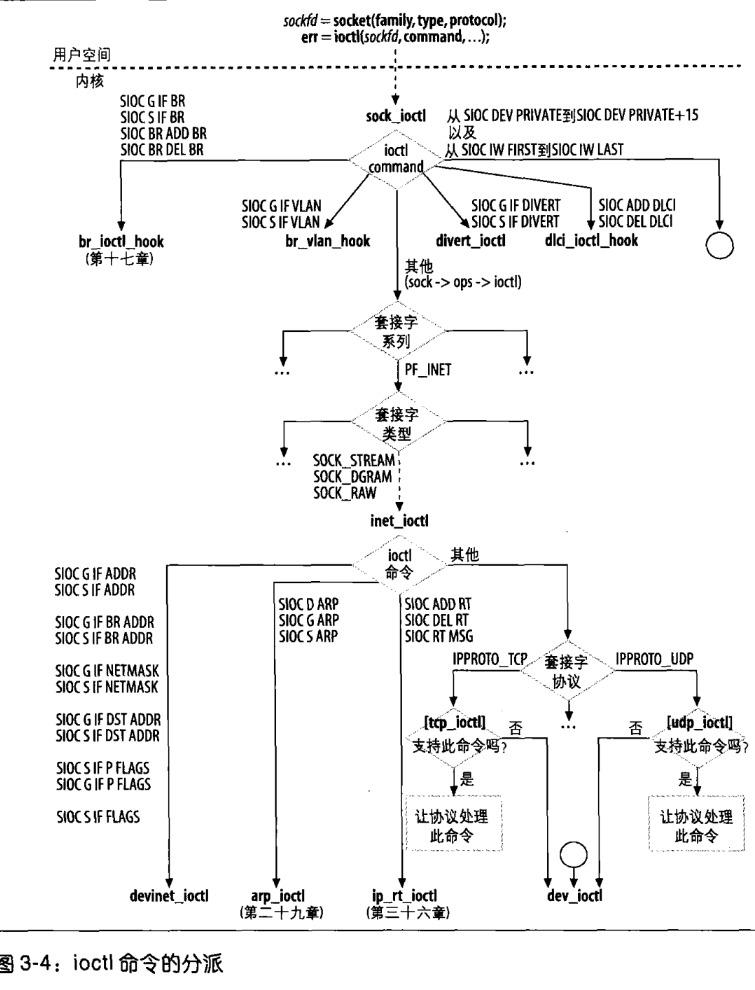 sockfd = socket(family, type, protocol);
err = ioctl(sockfd, command, …);
用户空间
内核
SIOC G IF BR
SIOC S IF BR
SIOC BR ADD BR
SIOC BR DEL BR
sock_ioctl
从 SIOC DEV PRIVATE到SIOC DEV PRIVATE+15
以及
从 SIOC IW FIRST到SIOC IW LAST
ioctl
command
SIOC G IF VLAN
SIOC S IF VLAN
SIOC G IF DIVERT
SIOC S IF DIVERT
SIOC ADD DLCI
SIOC DEL DLCI
br_ioctl_hook
(第十七章)
br_vlan_hook
divert_ioctl
dlci_ioctl_hook
其他
(sock -> ops -> ioctl)
套接字
系列
…
…
PF_INET
套接字
类型
…
…
SOCK_STREAM
SOCK_DGRAM
SOCK_RAW
inet_ioctl
ioctl
命令
其他
SIOC G IF ADDR
SIOC S IF ADDR
SIOC G IF BR ADDR
SIOC S IF BR ADDR
SIOC G IF NETMASK
SIOC S IF NETMASK
SIOC G IF DST ADDR
SIOC S IF DST ADDR
SIOC S IF P FLAGS
SIOC G IF P FLAGS
SIOC S IF FLAGS
SIOC D ARP
SIOC G ARP
SIOC S ARP
SIOC ADD RT
SIOC DEL RT
SIOC RT MSG
IPPROTO_TCP
套接字
协议
IPPROTO_UDP
…
[tcp_ioctl]
支持此命令吗?
否
是
让协议处理
此命令
[udp_ioctl]
支持此命令吗?
否
是
让协议处理
此命令
devinet_ioctl
arp_ioctl
(第二十九章)
ip_rt_ioctl
(第三十六章)
dev_ioctl
图 3-4：ioctl 命令的分派